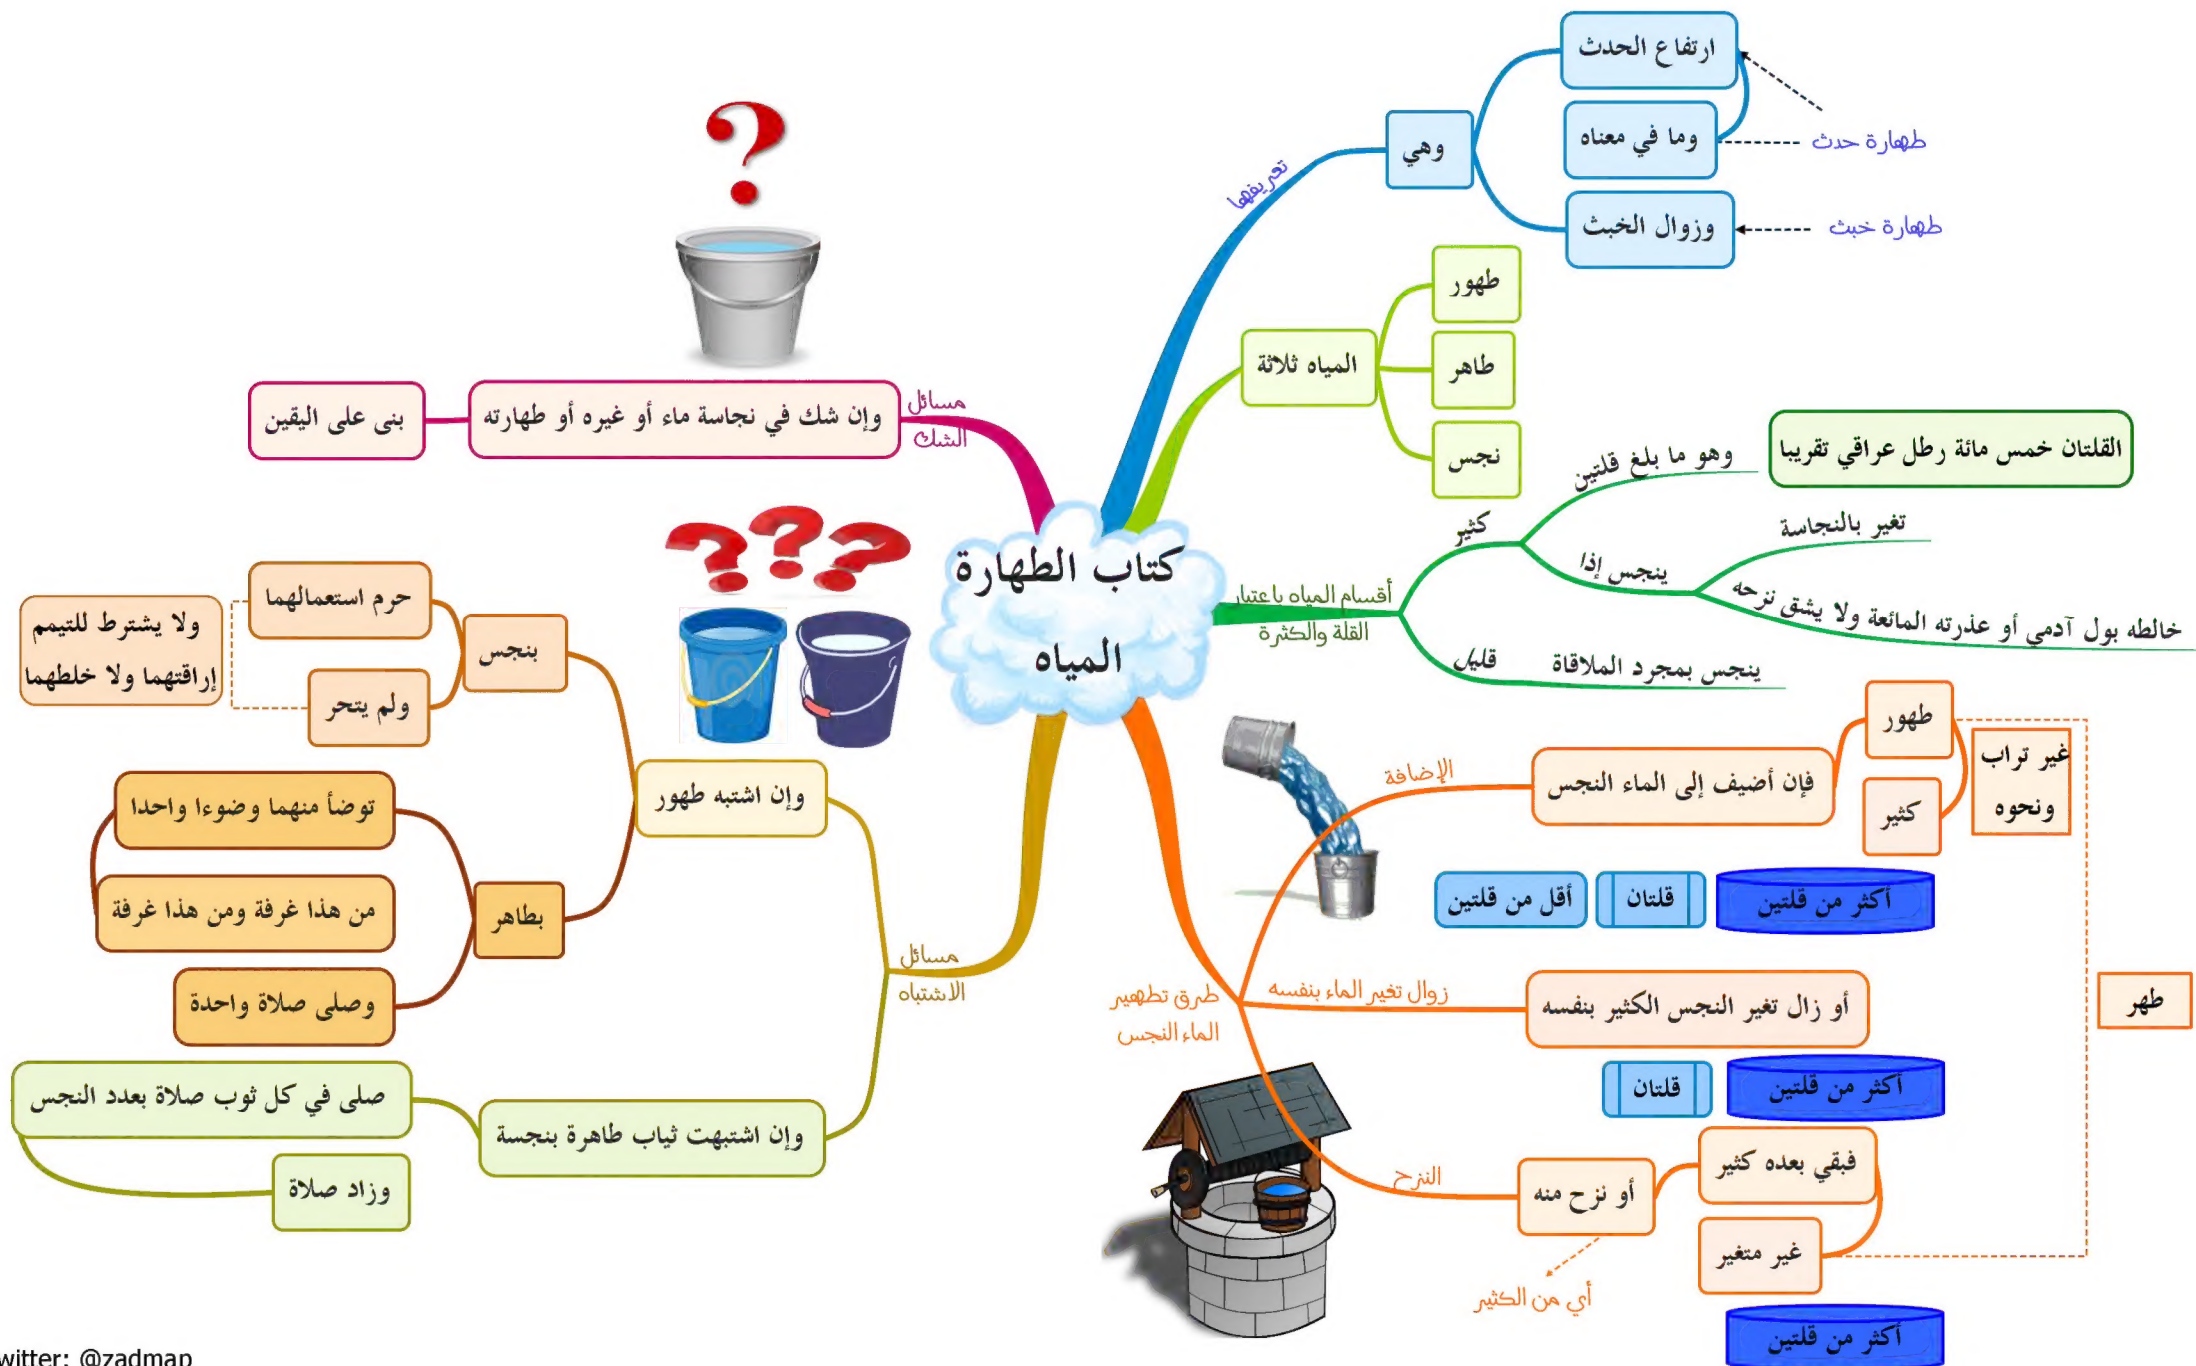 كتاب الطهارة
المياه
تعريفها
وهي
ارتفاع الحدث
وما في معناه
طهارة حدث
وزوال الخبث
طهارة خبث
المياه ثلاثة
طهور
طاهر
نجس
أقسام المياه باعتبار
القلة والكثرة
كثير
وهو ما بلغ قلتين
القلتان خمس مائة رطل عراقي تقريبا
ينجس إذا
تغير بالنجاسة
خالطه بول آدمي أو عذرته المائعة ولا يشق نزحه
قليل
ينجس بمجرد الملاقاة
طرق تطهير
الماء النجس
الإضافة
فإن أضيف إلى الماء النجس
طهور
كثير
غير تراب
ونحوه
أكثر من قلتين
قلتان
أقل من قلتين
زوال تغير الماء بنفسه
أو زال تغير النجس الكثير بنفسه
أكثر من قلتين
قلتان
النزح
أو نزح منه
أي من الكثير
فبقي بعده كثير
غير متغير
أكثر من قلتين
طهر
مسائل
الشك
وإن شك في نجاسة ماء أو غيره أو طهارته
بنى على اليقين
مسائل
الاشتباه
وإن اشتبه طهور
بنجس
حرم استعمالهما
ولم يتحر
ولا يشترط للتيمم
إراقتهما ولا خلطهما
بطاهر
توضأ منهما وضوءا واحدا
من هذا غرفة ومن هذا غرفة
وصلى صلاة واحدة
وإن اشتبهت ثياب طاهرة بنجسة
صلى في كل ثوب صلاة بعدد النجس
وزاد صلاة
witter: @zadmap